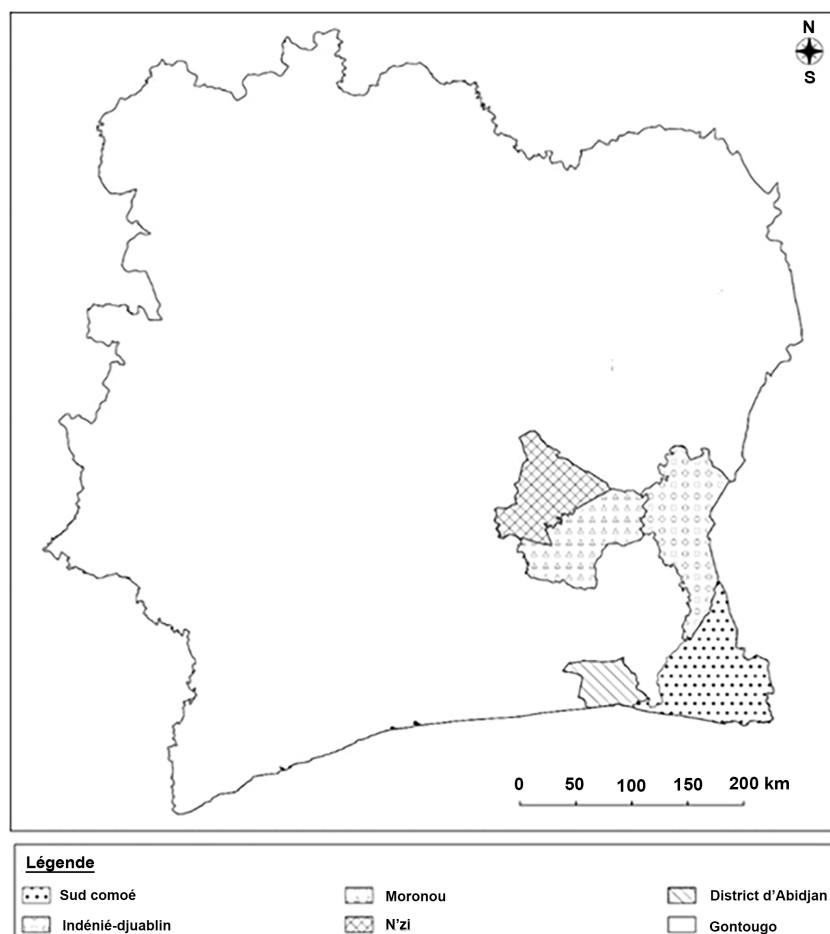 N
S
0 50 100 150 200 km
Légende
Sud comoé Moronou District d'Abidjan
Indénié-djuablin N'zi Gontougo